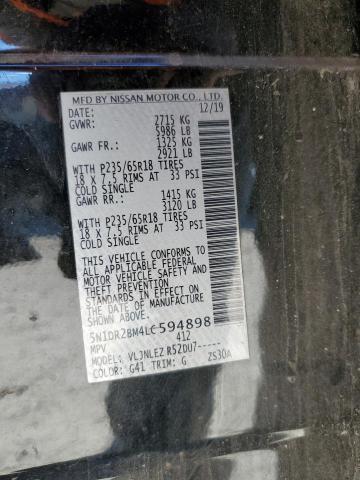 MFD BY NISSAN MOTOR CO., LTD.
DATE: 12/19
GVWR: 2715 KG
5986 LB
GAWR FR: 1325 KG
2921 LB
WITH P235/65R18 TIRES
18 X 7.5 RIMS AT 33 PSI
COLD SINGLE
GAWR RR: 1415 KG
3120 LB
WITH P235/65R18 TIRES
18 X 7.5 RIMS AT 33 PSI
COLD SINGLE
THIS VEHICLE CONFORMS TO
ALL APPLICABLE FEDERAL
MOTOR VEHICLE SAFETY AND
THEFT PREVENTION
STANDARDS IN EFFECT ON
THE DATE OF MANUFACTURE
5N1DR2BM4LC594898
MPV 412
MODEL: VLJNLEZ R52DU7-----
COLOR: G41 TRIM: G ZS30A